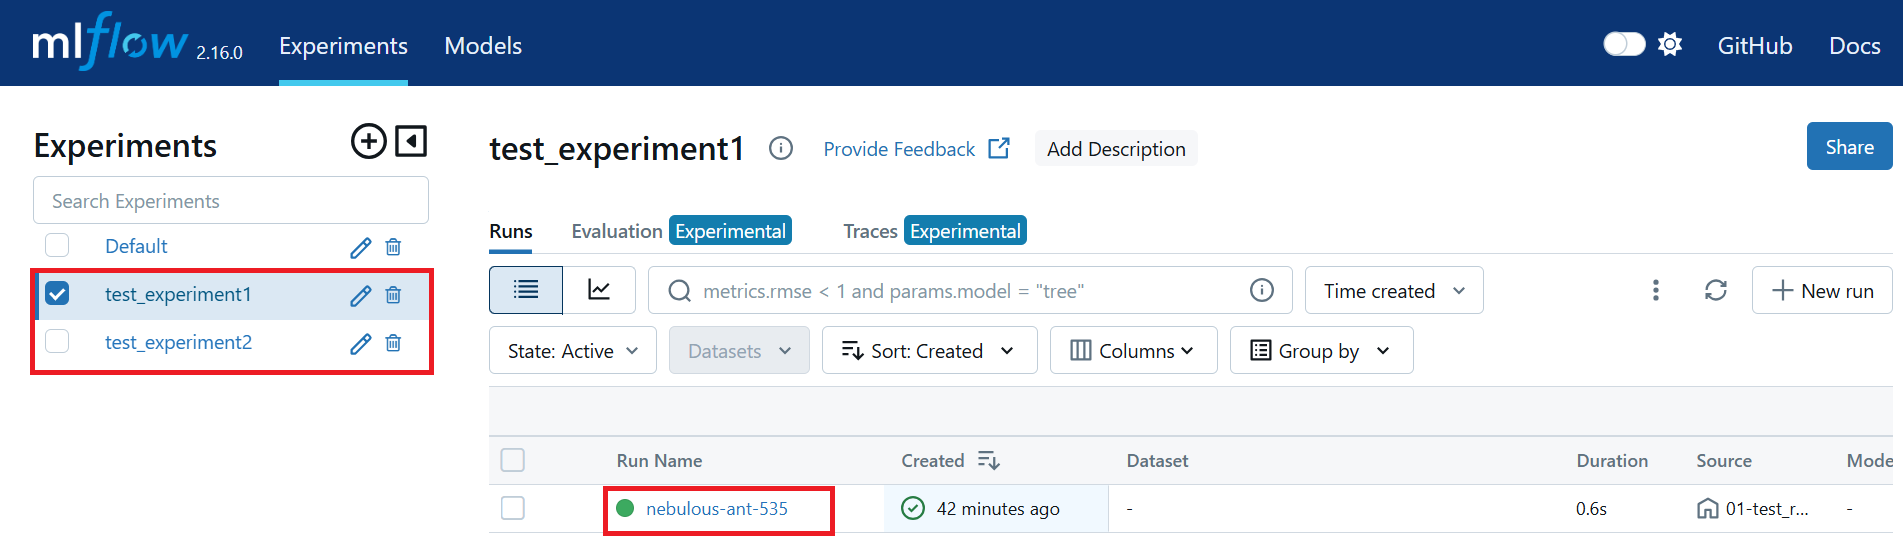 mlflow 2.16.0 Experiments Models GitHub Docs
Experiments
Search Experiments
Default
test_experiment1
test_experiment2
test_experiment1 Provide Feedback Add Description Share
Runs Evaluation Experimental Traces Experimental
metrics.rmse < 1 and params.model = "tree" Time created New run
State: Active Datasets Sort: Created Columns Group by
Run Name Created Dataset Duration Source Mode
nebulous-ant-535 42 minutes ago - 0.6s 01-test_r... -